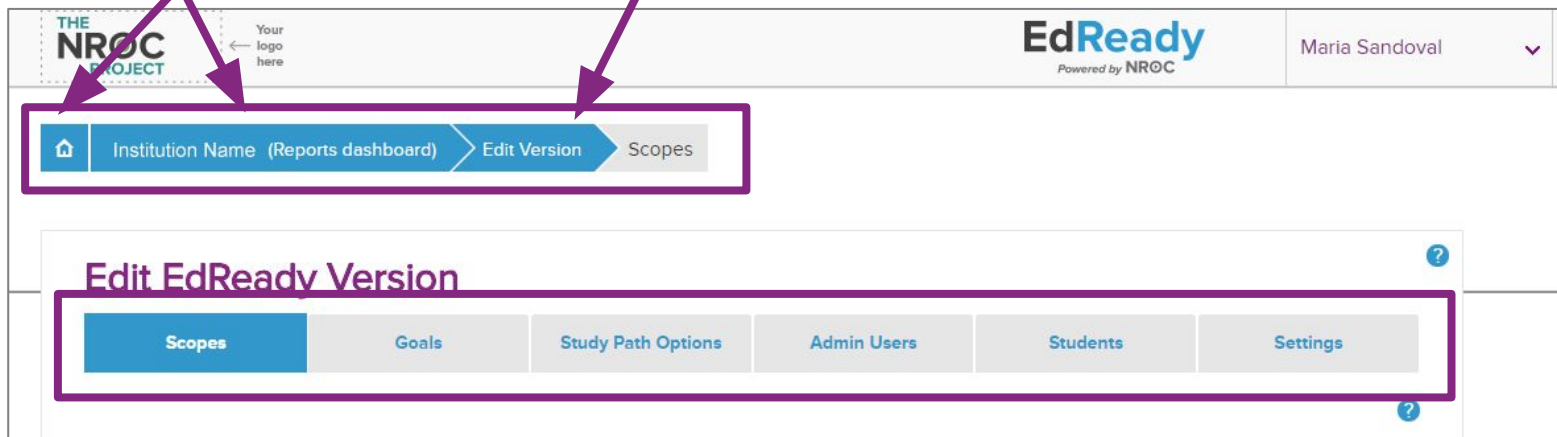 THE
NROC
PROJECT
← Your
logo
here
EdReady
Powered by NROC
Maria Sandoval
Institution Name (Reports dashboard) Edit Version Scopes
?
Edit EdReady Version
Scopes Goals Study Path Options Admin Users Students Settings
?